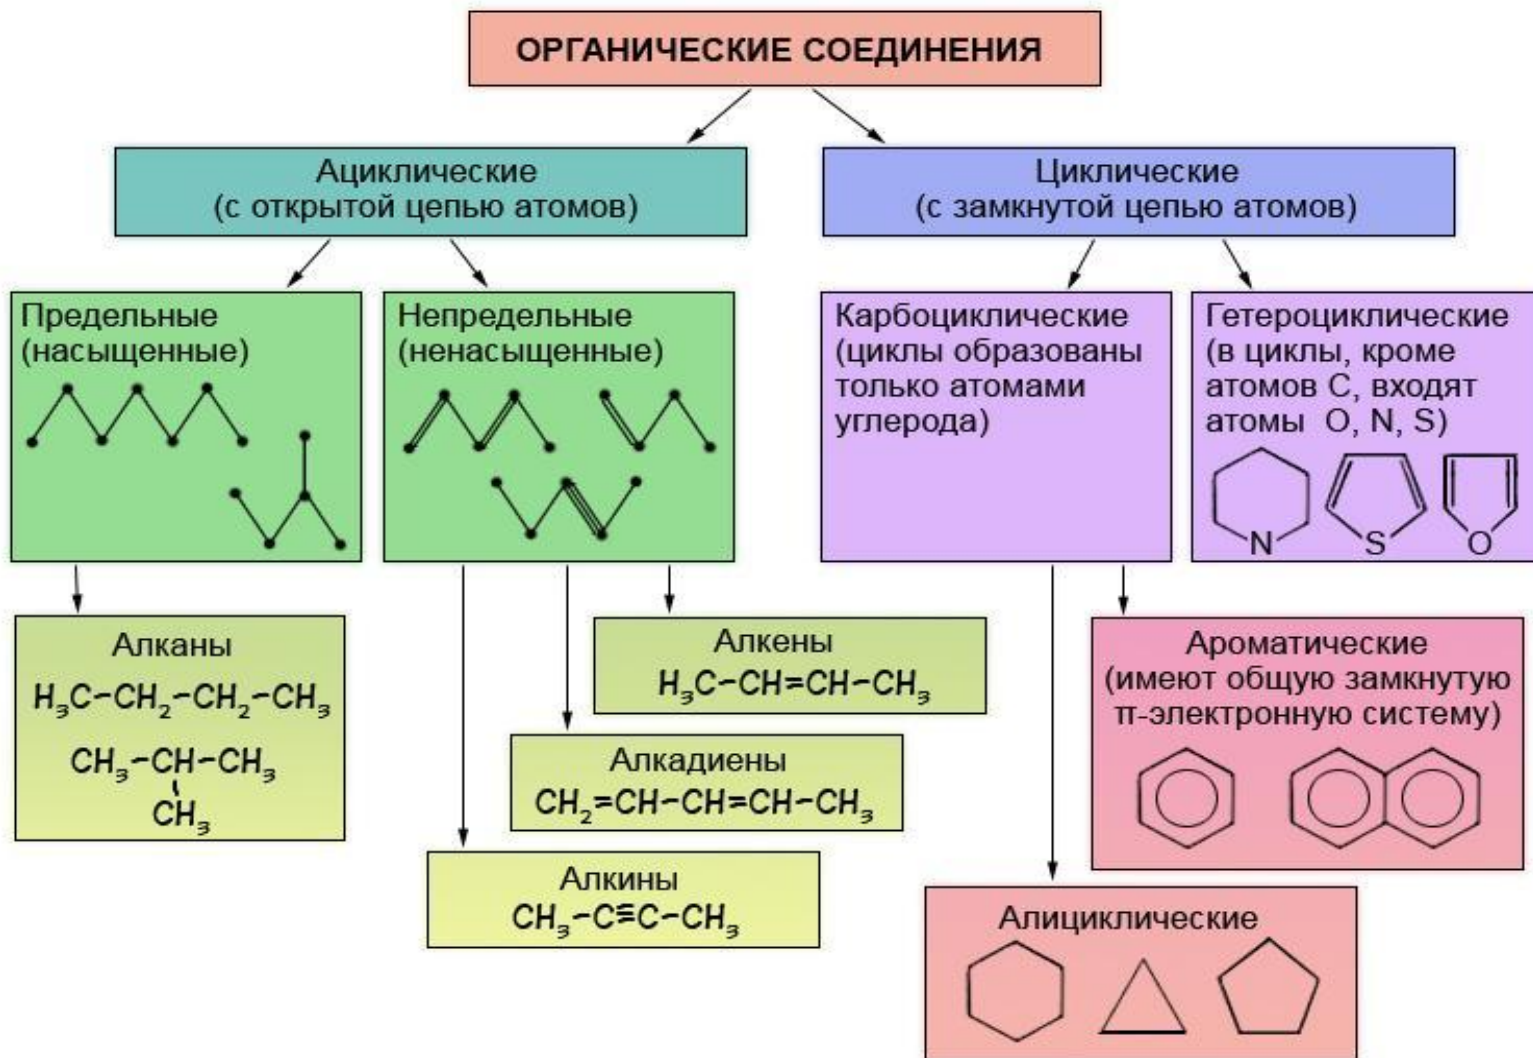 ОРГАНИЧЕСКИЕ СОЕДИНЕНИЯ
Ациклические
(с открытой цепью атомов)
Циклические
(с замкнутой цепью атомов)
Предельные
(насыщенные)
Непредельные
(ненасыщенные)
Карбоциклические
(циклы образованы
только атомами
углерода)
Гетероциклические
(в циклы, кроме
атомов С, входят
атомы O, N, S)
N
S
O
Алканы
H₃C-CH₂-CH₂-CH₃
CH₃-CH-CH₃
CH₃
Алкены
H₃C-CH=CH-CH₃
Алкадиены
CH₂=CH-CH=CH-CH₃
Алкины
CH₃-C≡C-CH₃
Ароматические
(имеют общую замкнутую
π-электронную систему)
Алициклические